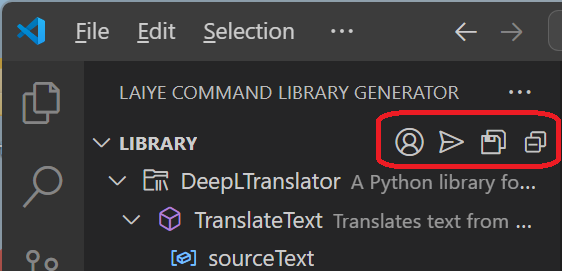 File Edit Selection ···
LAIYE COMMAND LIBRARY GENERATOR ···
LIBRARY
DeepLTranslator A Python library fo...
TranslateText Translates text from ...
sourceText